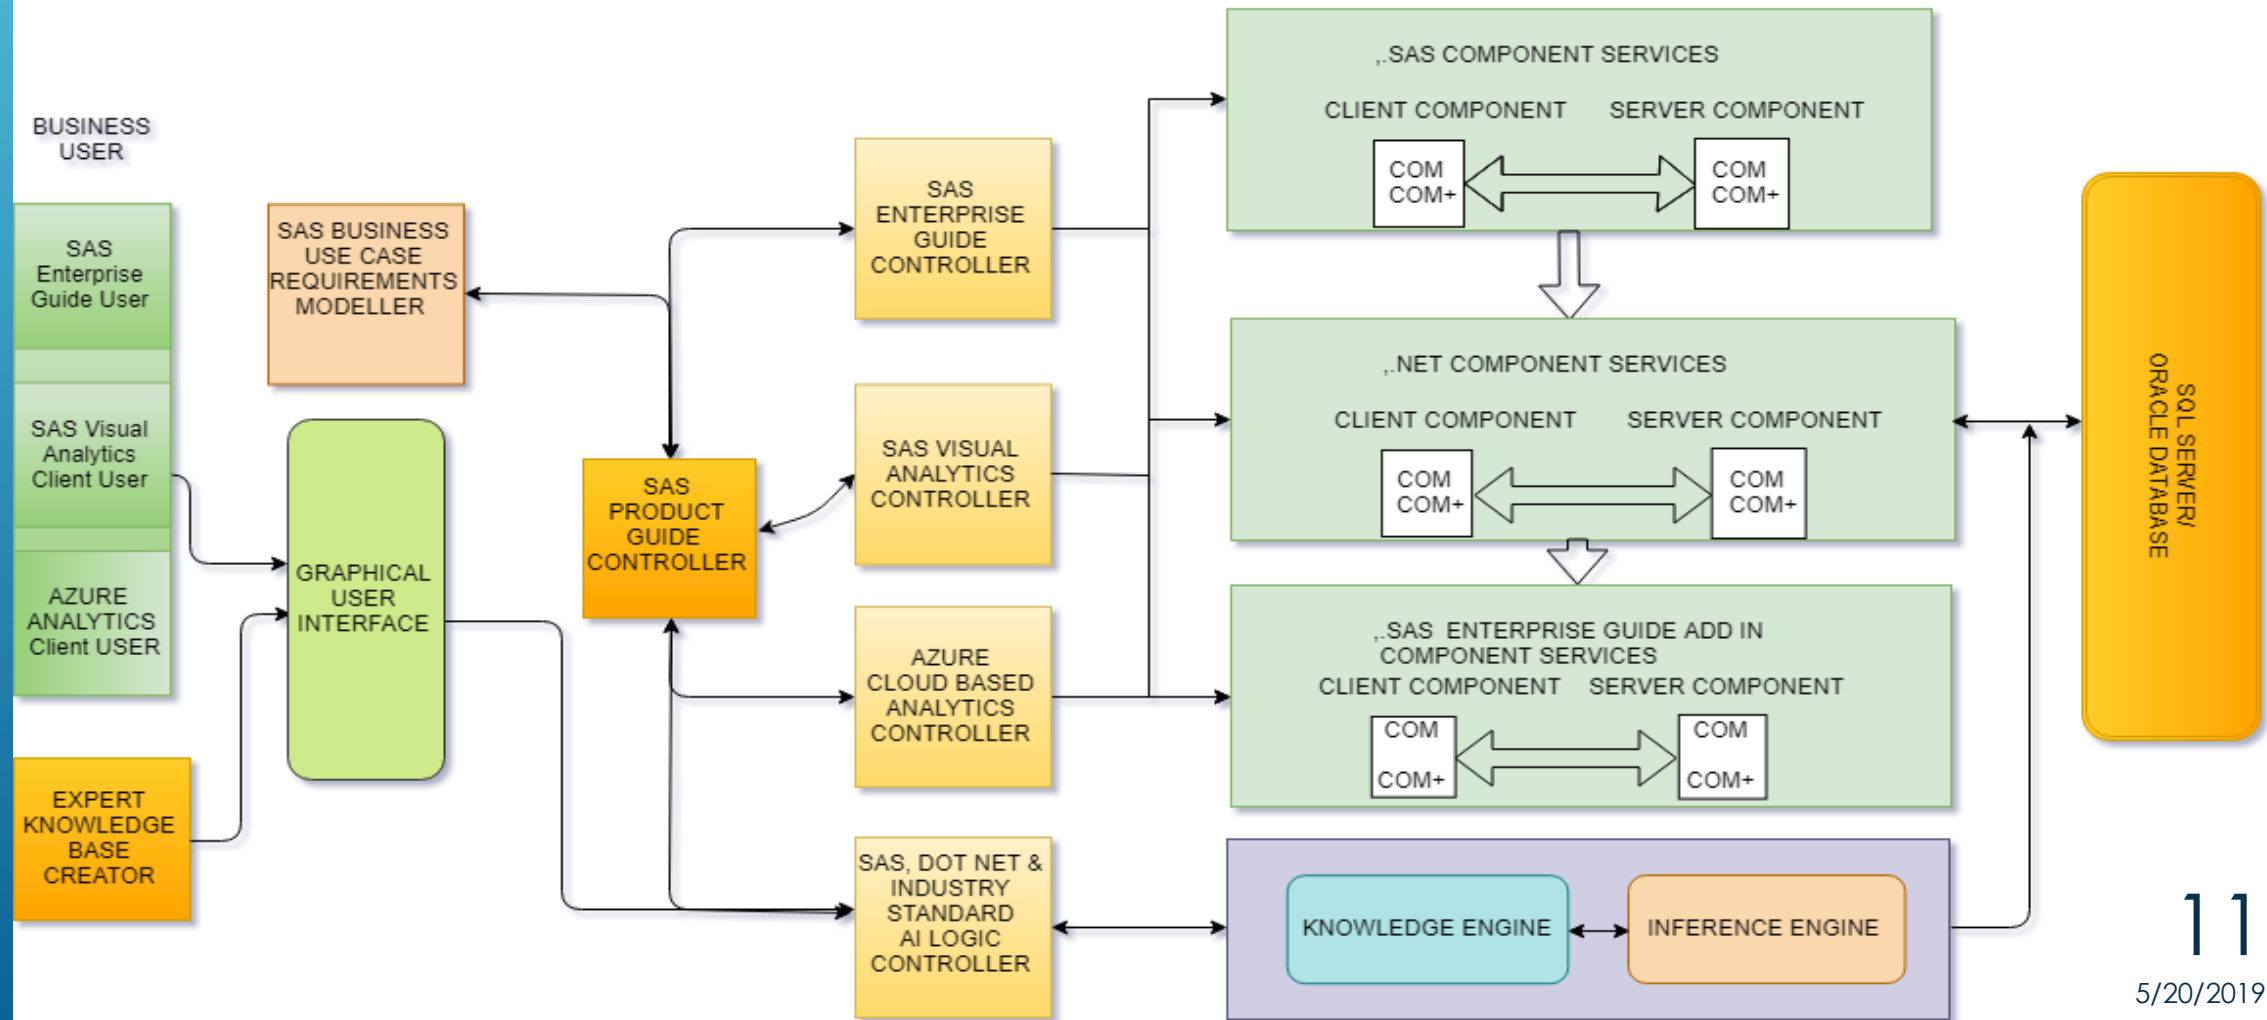 BUSINESS
USER
SAS
Enterprise
Guide User
SAS Visual
Analytics
Client User
AZURE
ANALYTICS
Client USER
EXPERT
KNOWLEDGE
BASE
CREATOR
SAS BUSINESS
USE CASE
REQUIREMENTS
MODELLER
GRAPHICAL
USER
INTERFACE
SAS
PRODUCT
GUIDE
CONTROLLER
SAS
ENTERPRISE
GUIDE
CONTROLLER
SAS VISUAL
ANALYTICS
CONTROLLER
AZURE
CLOUD BASED
ANALYTICS
CONTROLLER
SAS, DOT NET &
INDUSTRY
STANDARD
AI LOGIC
CONTROLLER
,.SAS COMPONENT SERVICES
CLIENT COMPONENT SERVER COMPONENT
COM
COM+
COM
COM+
,.NET COMPONENT SERVICES
CLIENT COMPONENT SERVER COMPONENT
COM
COM+
COM
COM+
,.SAS ENTERPRISE GUIDE ADD IN
COMPONENT SERVICES
CLIENT COMPONENT SERVER COMPONENT
COM
COM+
COM
COM+
KNOWLEDGE ENGINE
INFERENCE ENGINE
SQL SERVER/
ORACLE DATABASE
11
5/20/2019